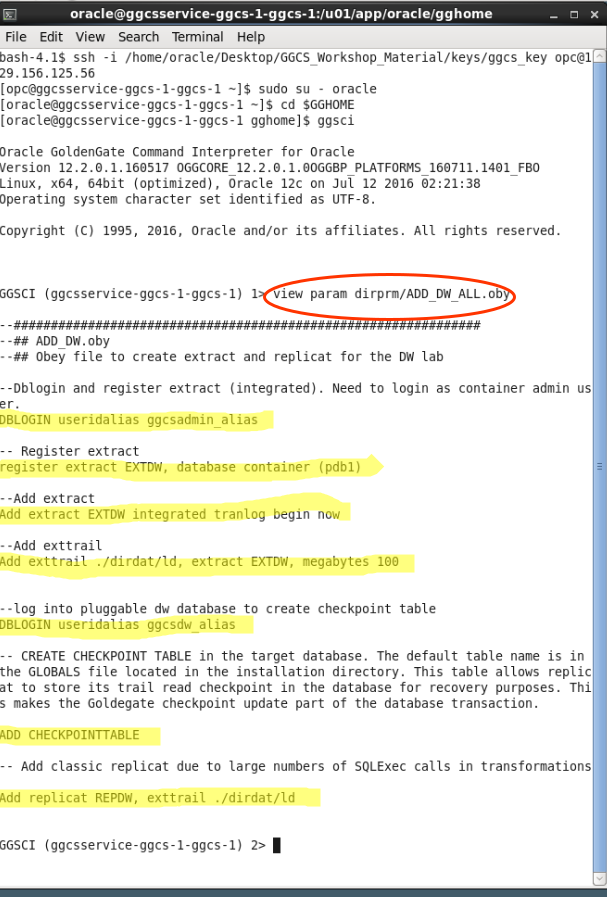 oracle@ggcsservice-ggcs-1-ggcs-1:/u01/app/oracle/gghome
File Edit View Search Terminal Help
bash-4.1$ ssh -i /home/oracle/Desktop/GGCS_Workshop_Material/keys/ggcs_key opc@1
29.156.125.56
[opc@ggcsservice-ggcs-1-ggcs-1 ~]$ sudo su - oracle
[oracle@ggcsservice-ggcs-1-ggcs-1 ~]$ cd $GGHOME
[oracle@ggcsservice-ggcs-1-ggcs-1 gghome]$ ggsci
Oracle GoldenGate Command Interpreter for Oracle
Version 12.2.0.1.160517 OGGCORE_12.2.0.1.0OGGBP_PLATFORMS_160711.1401_FBO
Linux, x64, 64bit (optimized), Oracle 12c on Jul 12 2016 02:21:38
Operating system character set identified as UTF-8.
Copyright (C) 1995, 2016, Oracle and/or its affiliates. All rights reserved.
GGSCI (ggcsservice-ggcs-1-ggcs-1) 1> view param dirprm/ADD_DW_ALL.oby
--###############################################################
--## ADD_DW.oby
--## Obey file to create extract and replicat for the DW lab
--Dblogin and register extract (integrated). Need to login as container admin us
er.
DBLOGIN useridalias ggcsadmin_alias
-- Register extract
register extract EXTDW, database container (pdb1)
--Add extract
Add extract EXTDW integrated tranlog begin now
--Add exttrail
Add exttrail ./dirdat/ld, extract EXTDW, megabytes 100
--log into pluggable dw database to create checkpoint table
DBLOGIN useridalias ggcsdw_alias
-- CREATE CHECKPOINT TABLE in the target database. The default table name is in
the GLOBALS file located in the installation directory. This table allows replic
at to store its trail read checkpoint in the database for recovery purposes. Thi
s makes the Goldegate checkpoint update part of the database transaction.
ADD CHECKPOINTTABLE
-- Add classic replicat due to large numbers of SQLExec calls in transformations
Add replicat REPDW, exttrail ./dirdat/ld
GGSCI (ggcsservice-ggcs-1-ggcs-1) 2>